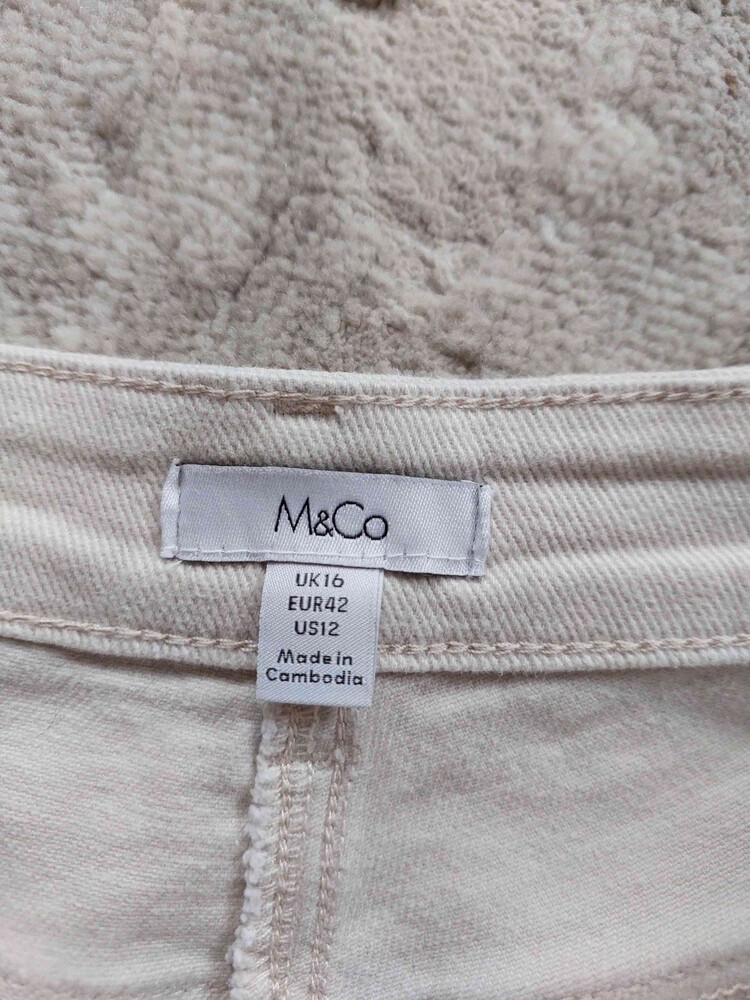 M&Co
UK16
EUR42
US12
Made in
Cambodia